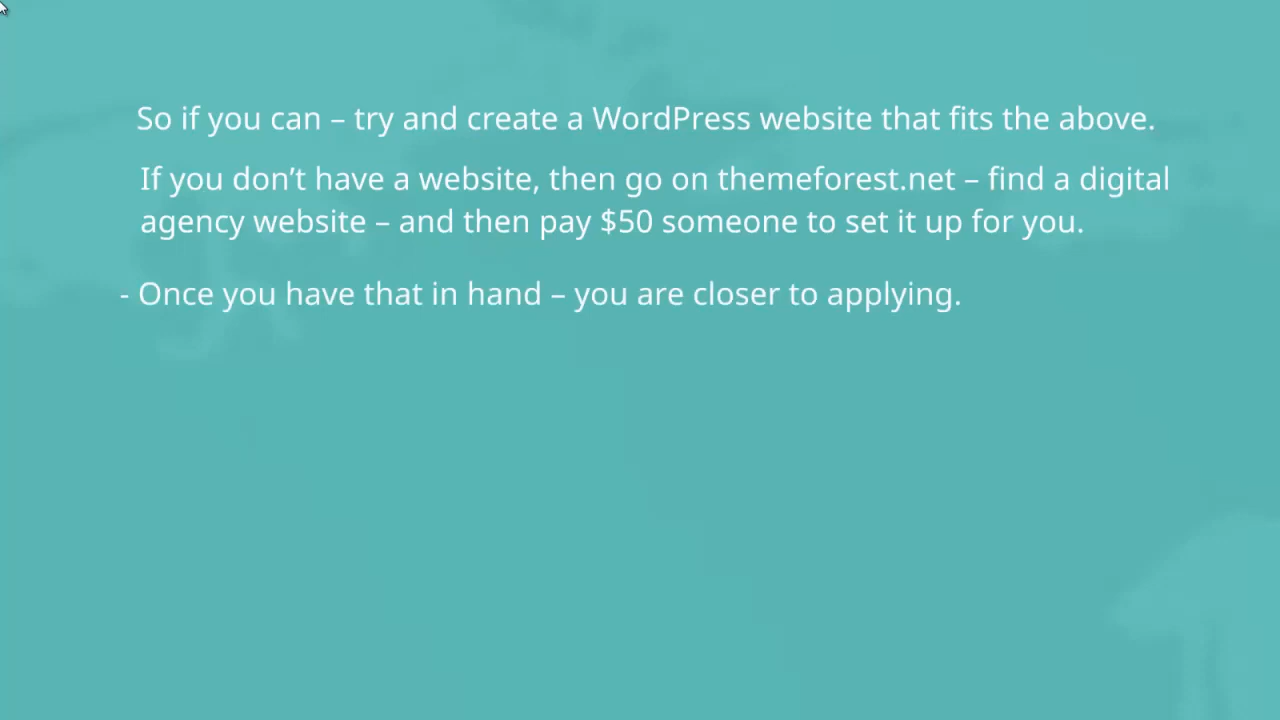 So if you can – try and create a WordPress website that fits the above.
If you don’t have a website, then go on themeforest.net – find a digital
agency website – and then pay $50 someone to set it up for you.
- Once you have that in hand – you are closer to applying.